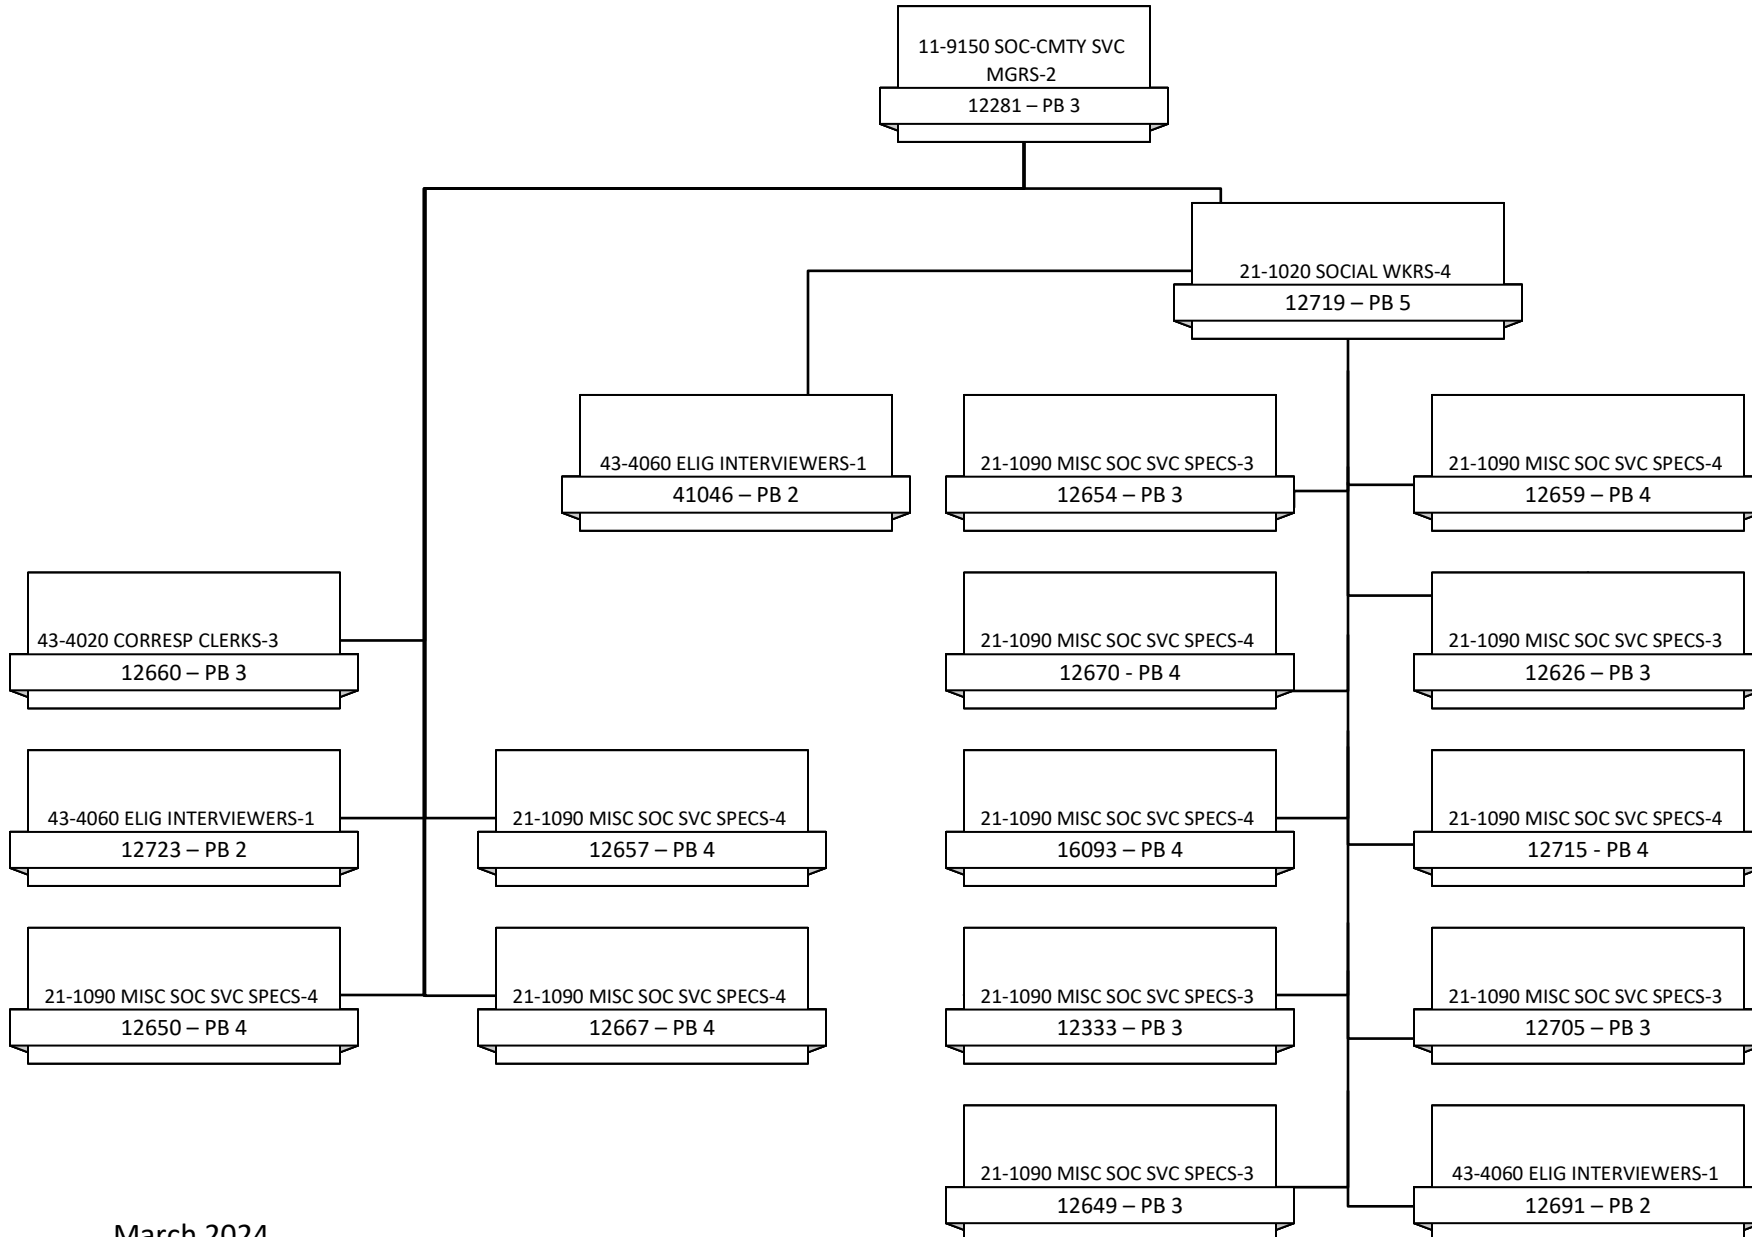 11-9150 SOC-CMTY SVC
MGRS-2
12281 – PB 3
21-1020 SOCIAL WKRS-4
12719 – PB 5
43-4060 ELIG INTERVIEWERS-1
41046 – PB 2
21-1090 MISC SOC SVC SPECS-3
12654 – PB 3
21-1090 MISC SOC SVC SPECS-4
12659 – PB 4
43-4020 CORRESP CLERKS-3
12660 – PB 3
21-1090 MISC SOC SVC SPECS-4
12670 - PB 4
21-1090 MISC SOC SVC SPECS-3
12626 – PB 3
43-4060 ELIG INTERVIEWERS-1
12723 – PB 2
21-1090 MISC SOC SVC SPECS-4
12657 – PB 4
21-1090 MISC SOC SVC SPECS-4
16093 – PB 4
21-1090 MISC SOC SVC SPECS-4
12715 - PB 4
21-1090 MISC SOC SVC SPECS-4
12650 – PB 4
21-1090 MISC SOC SVC SPECS-4
12667 – PB 4
21-1090 MISC SOC SVC SPECS-3
12333 – PB 3
21-1090 MISC SOC SVC SPECS-3
12705 – PB 3
21-1090 MISC SOC SVC SPECS-3
12649 – PB 3
43-4060 ELIG INTERVIEWERS-1
12691 – PB 2
March 2024